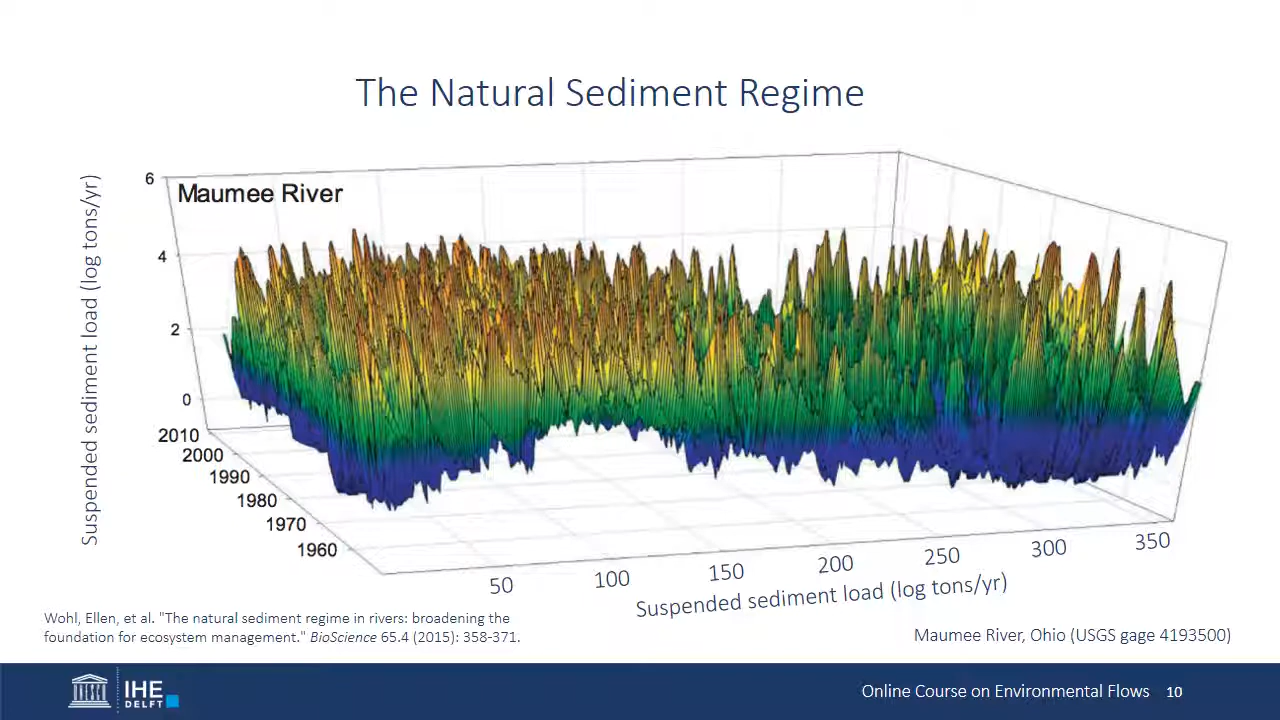 The Natural Sediment Regime
Maumee River
Suspended sediment load (log tons/yr)
6
4
2
0
2010
2000
1990
1980
1970
1960
50
100
150
200
250
300
350
Suspended sediment load (log tons/yr)
Wohl, Ellen, et al. "The natural sediment regime in rivers: broadening the
foundation for ecosystem management." BioScience 65.4 (2015): 358-371.
Maumee River, Ohio (USGS gage 4193500)
unesco
IHE
DELFT
Online Course on Environmental Flows 10